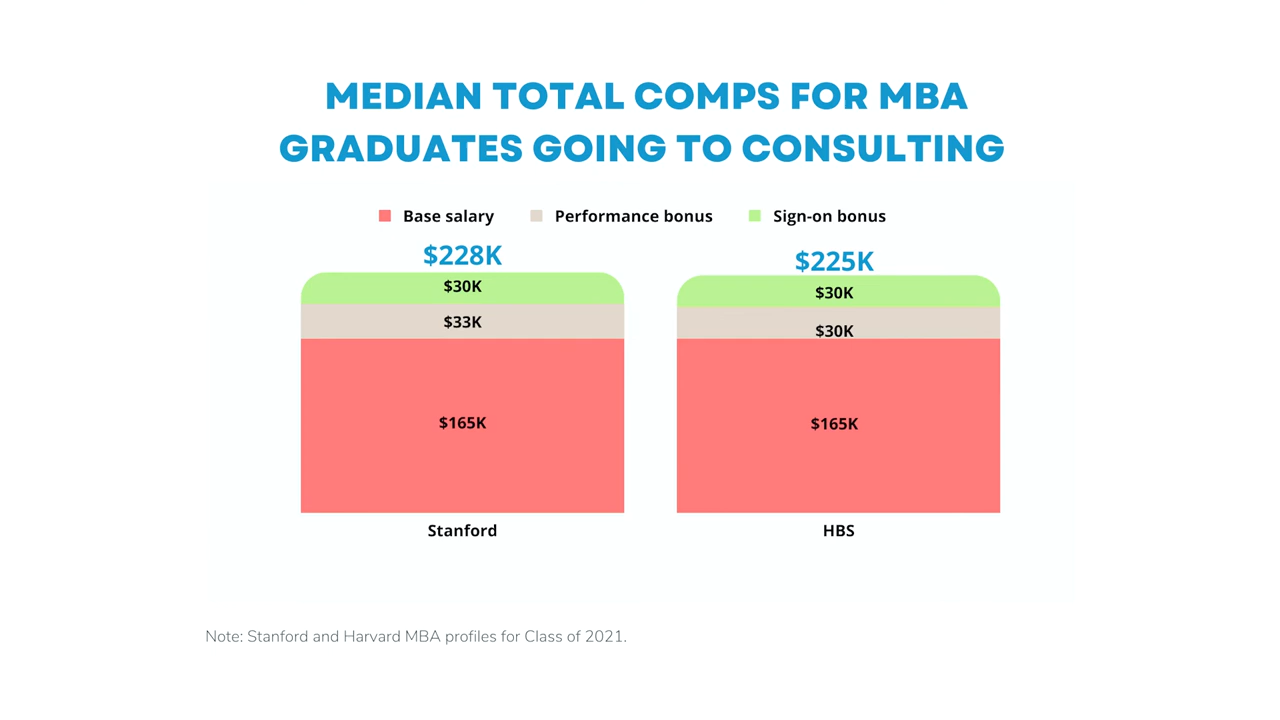 MEDIAN TOTAL COMPS FOR MBA
GRADUATES GOING TO CONSULTING
Base salary Performance bonus Sign-on bonus
$228K $225K
$30K $30K
$33K $30K
$165K $165K
Stanford HBS
Note: Stanford and Harvard MBA profiles for Class of 2021.